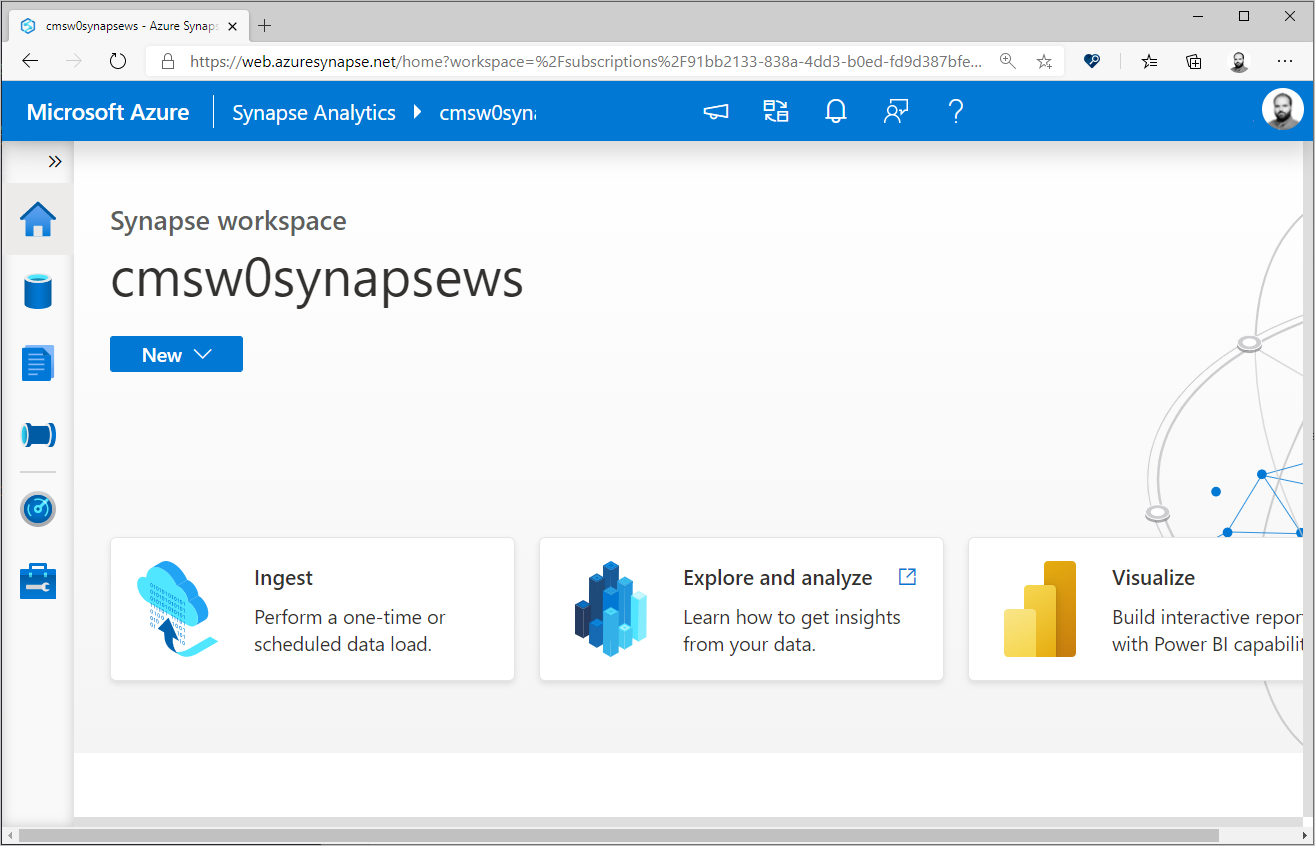 cmsw0synapsews - Azure Synaps
https://web.azuresynapse.net/home?workspace=%2Fsubscriptions%2F91bb2133-838a-4dd3-b0ed-fd9d387bfe...
Microsoft Azure
Synapse Analytics
cmsw0syna
Synapse workspace
cmsw0synapsews
New
Ingest
Perform a one-time or
scheduled data load.
Explore and analyze
Learn how to get insights
from your data.
Visualize
Build interactive repor
with Power BI capabilit